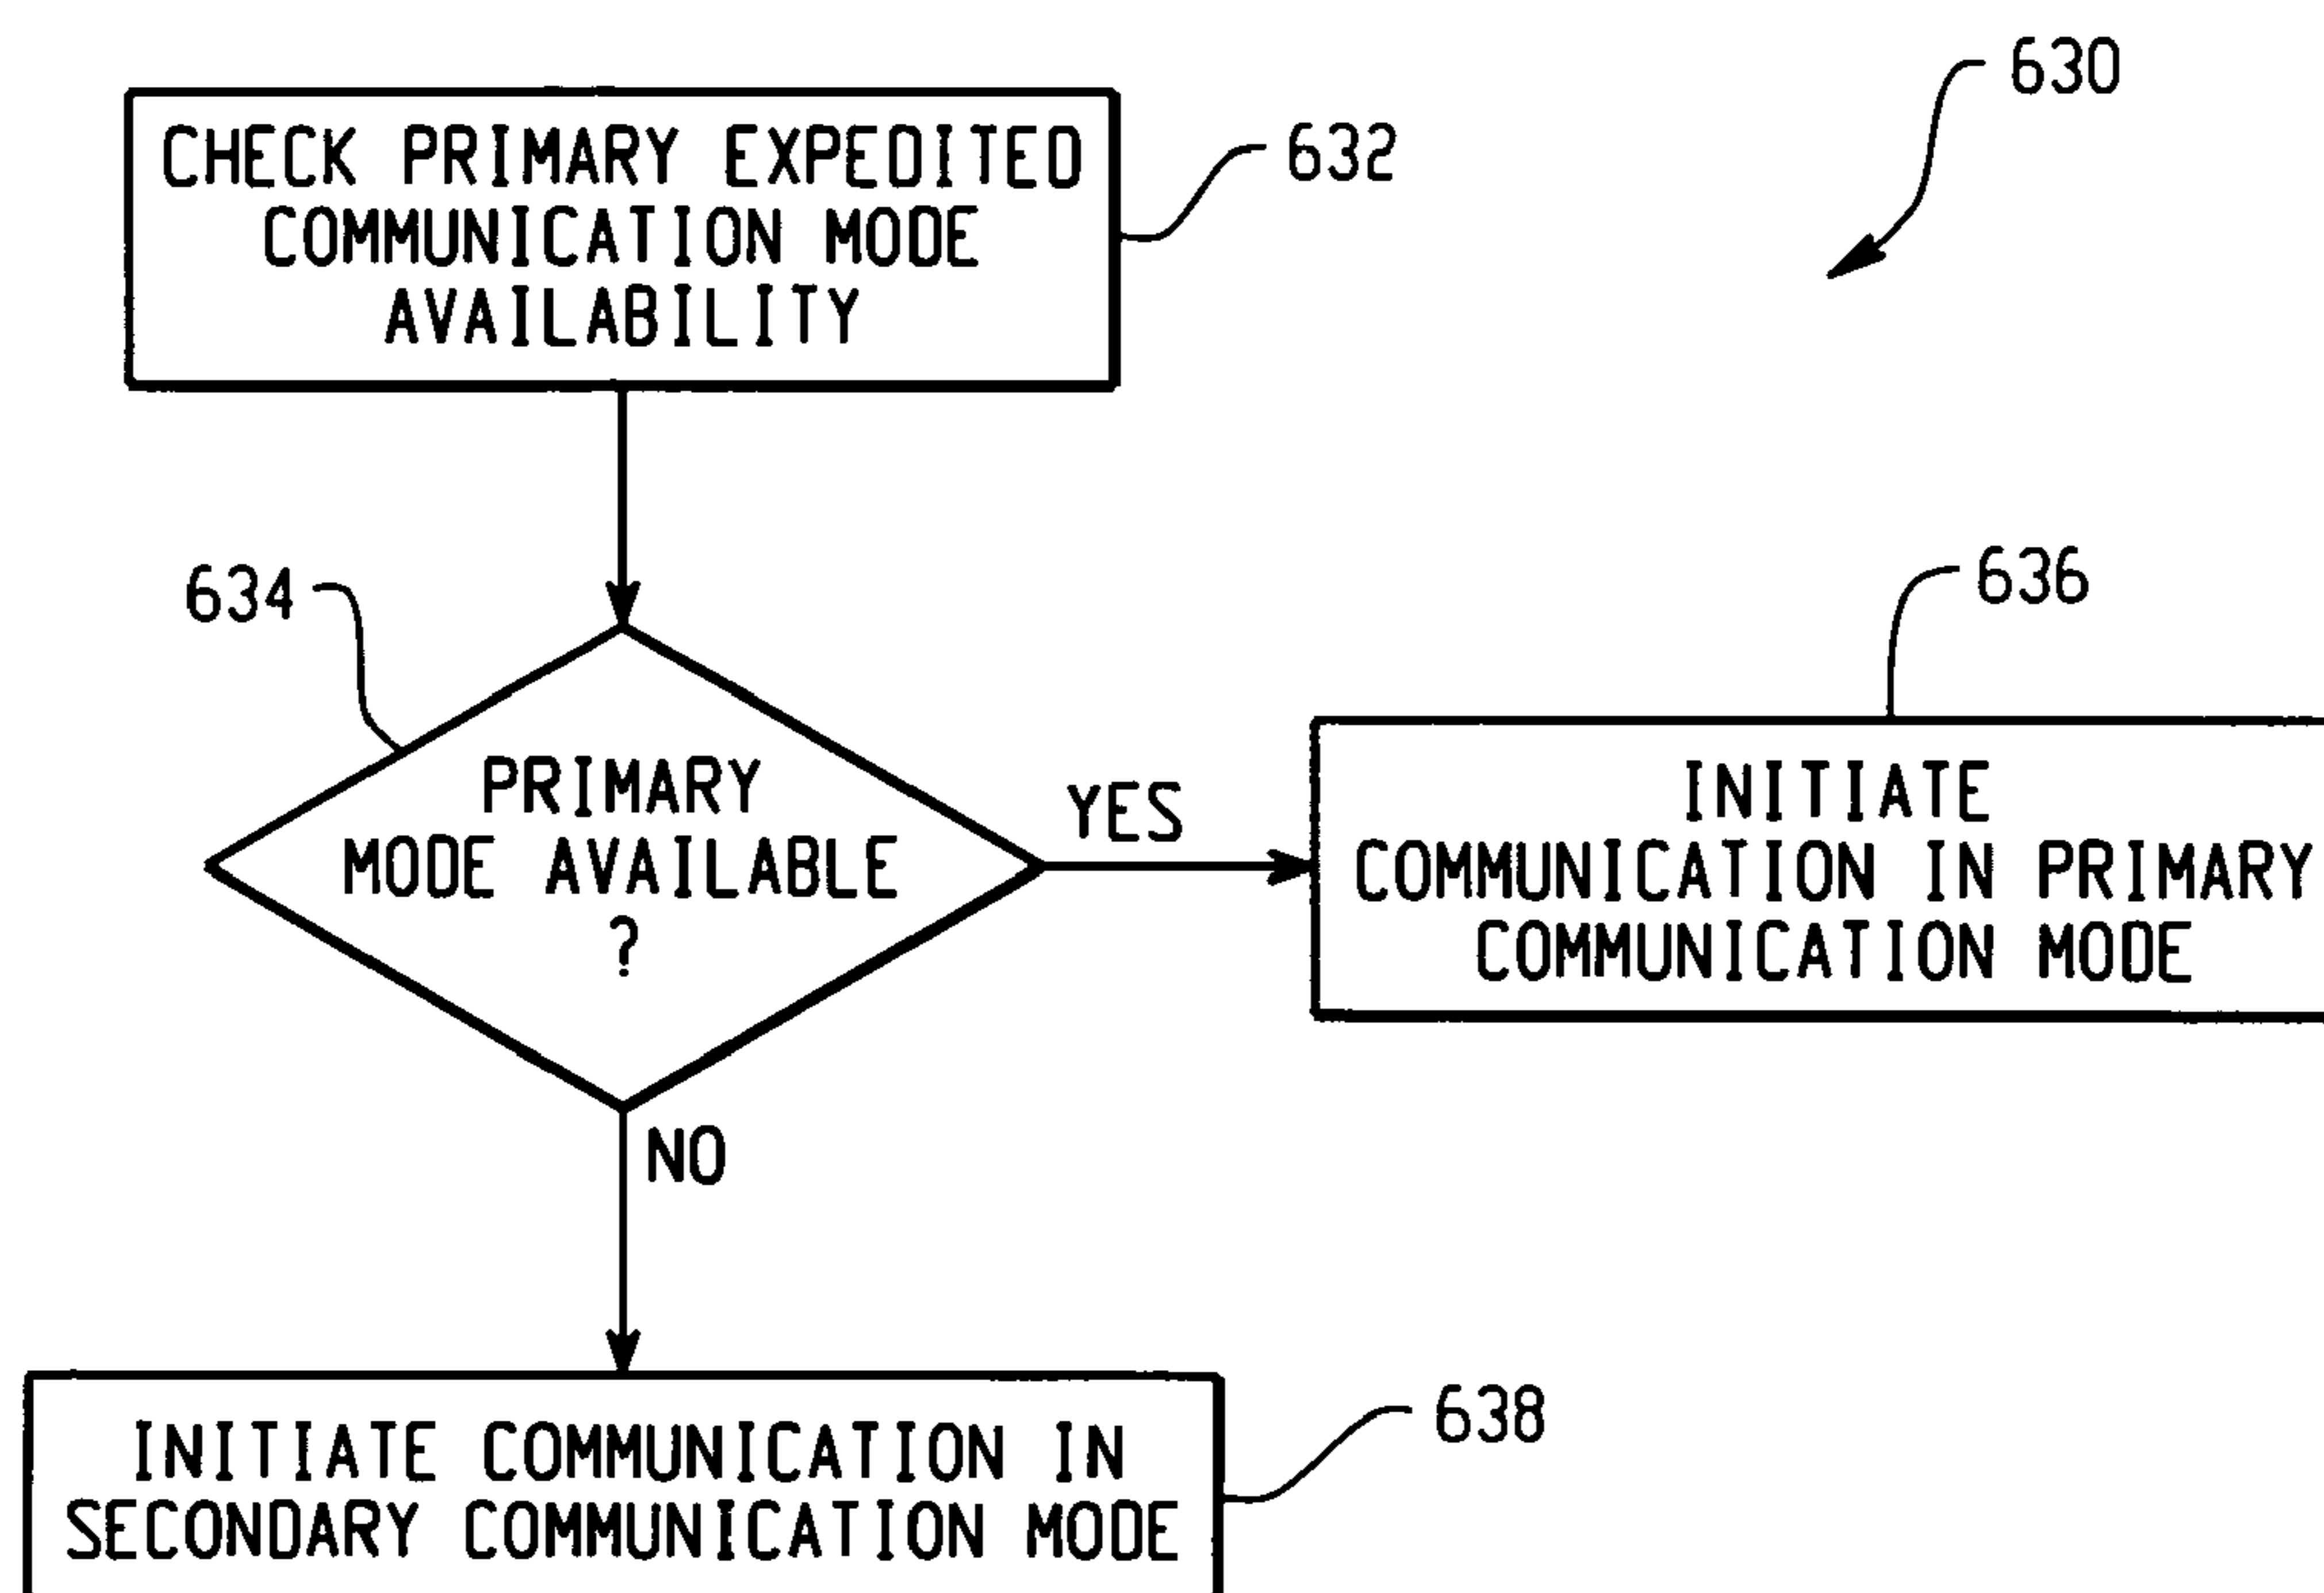 630
CHECK PRIMARY EXPEDITED
COMMUNICATION MODE
AVAILABILITY
632
634
PRIMARY
MODE AVAILABLE
?
YES
636
INITIATE
COMMUNICATION IN PRIMARY
COMMUNICATION MODE
NO
638
INITIATE COMMUNICATION IN
SECONDARY COMMUNICATION MODE